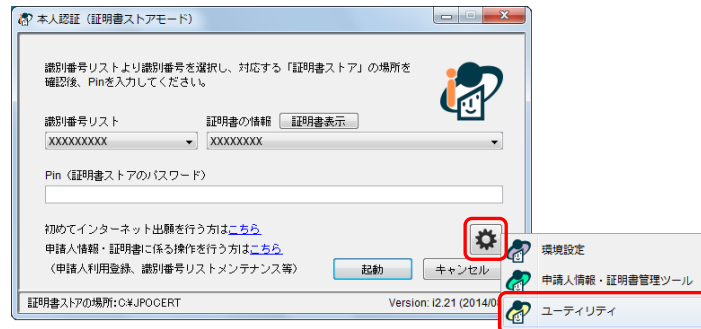 本人認証（証明書ストアモード）
識別番号リストより識別番号を選択し、対応する「証明書ストア」の場所を
確認後、Pinを入力してください。
識別番号リスト 証明書の情報 証明書表示
XXXXXXXXX XXXXXXXX
Pin（証明書ストアのパスワード）
初めてインターネット出願を行う方はこちら
申請人情報・証明書に係る操作を行う方はこちら
（申請人利用登録、識別番号リストメンテナンス等） 起動 キャンセル
証明書ストアの場所:C:¥JPOCERT Version: i2.21 (2014/0
環境設定
申請人情報・証明書管理ツール
ユーティリティ